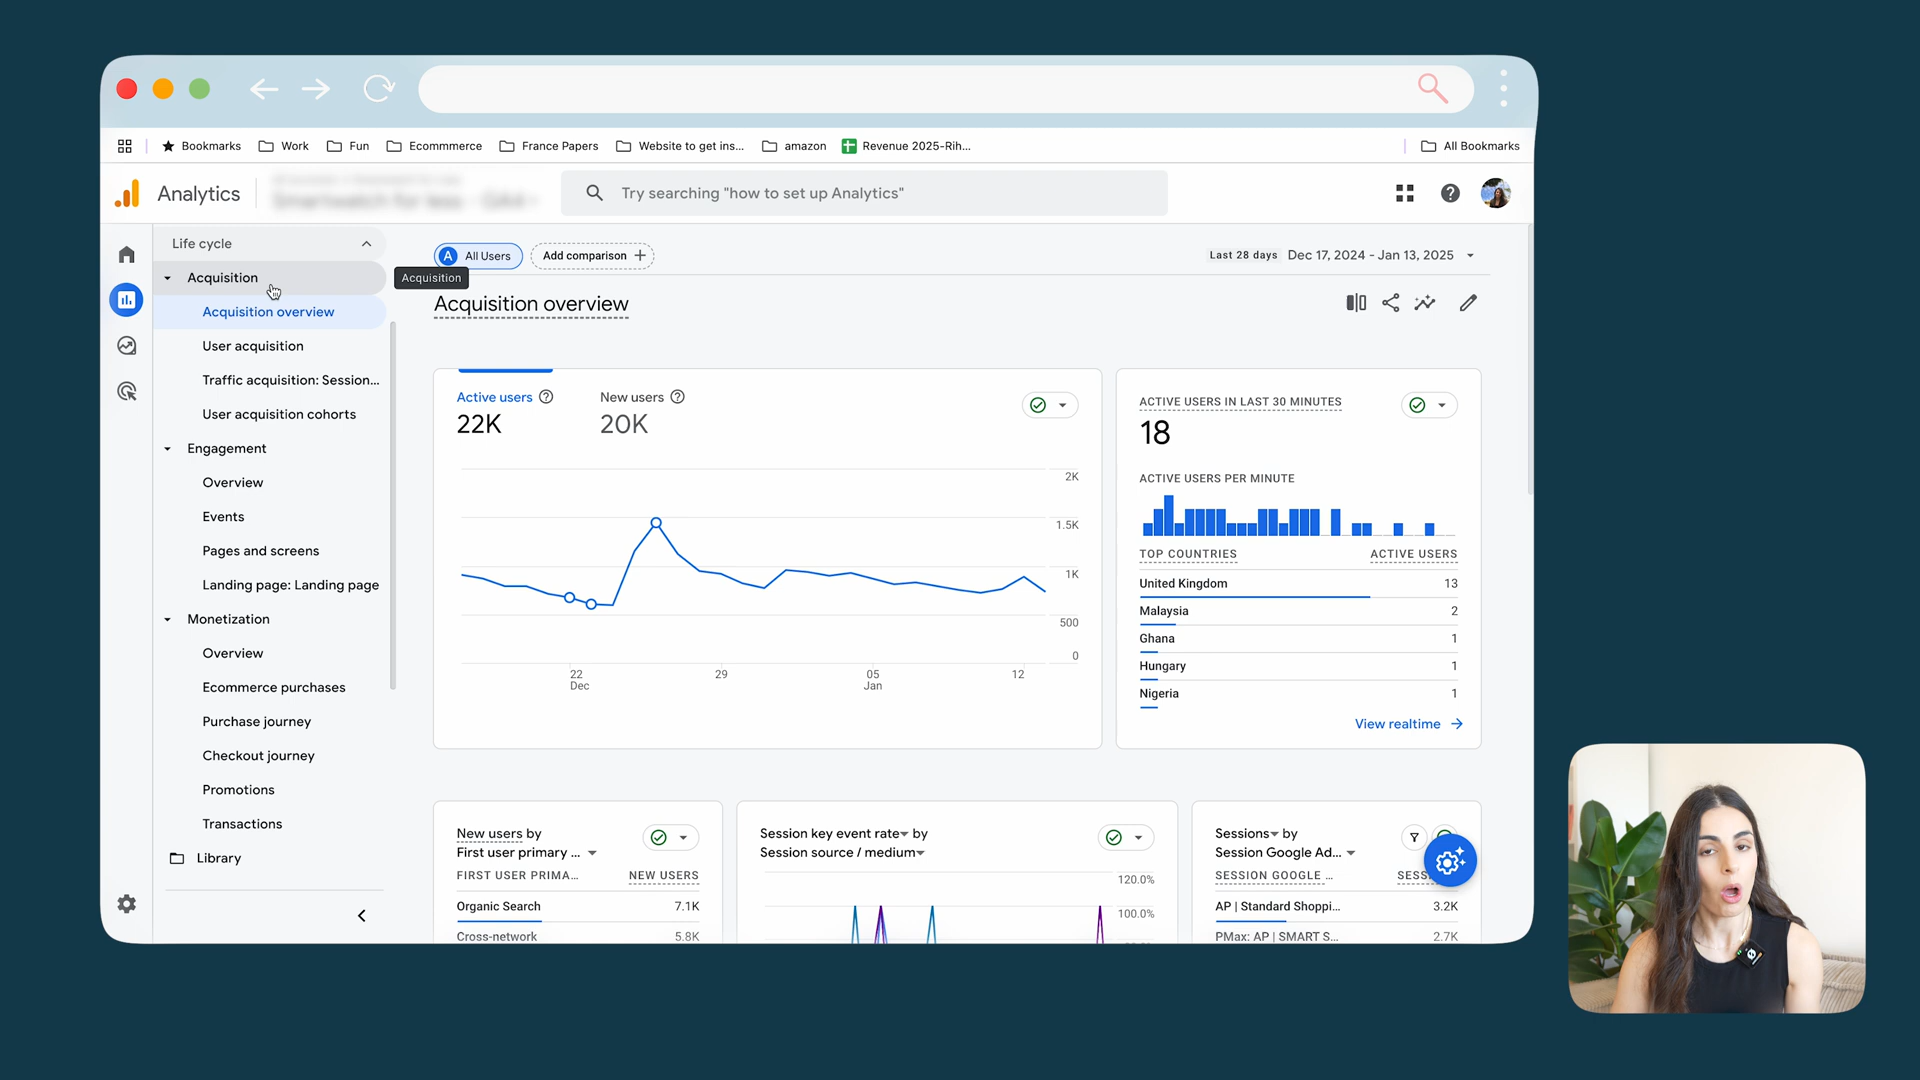 Bookmarks
Work
Fun
Ecommmerce
France Papers
Website to get ins...
amazon
Revenue 2025-Rih...
All Bookmarks
Analytics
Try searching "how to set up Analytics"
Life cycle
Acquisition
Acquisition overview
User acquisition
Traffic acquisition: Session...
User acquisition cohorts
Engagement
Overview
Events
Pages and screens
Landing page: Landing page
Monetization
Overview
Ecommerce purchases
Purchase journey
Checkout journey
Promotions
Transactions
Library
A All Users
Add comparison
Last 28 days Dec 17, 2024 - Jan 13, 2025
Acquisition
Acquisition overview
Active users
22K
New users
20K
2K
1.5K
1K
500
0
22
Dec
29
05
Jan
12
ACTIVE USERS IN LAST 30 MINUTES
18
ACTIVE USERS PER MINUTE
TOP COUNTRIES ACTIVE USERS
United Kingdom 13
Malaysia 2
Ghana 1
Hungary 1
Nigeria 1
View realtime
New users by
First user primary ...
FIRST USER PRIMA... NEW USERS
Organic Search 7.1K
Cross-network 5.8K
Session key event rate by
Session source / medium
120.0%
100.0%
Sessions by
Session Google Ad...
SESSION GOOGLE ...
AP | Standard Shoppi... 3.2K
PMax: AP | SMART S... 2.7K